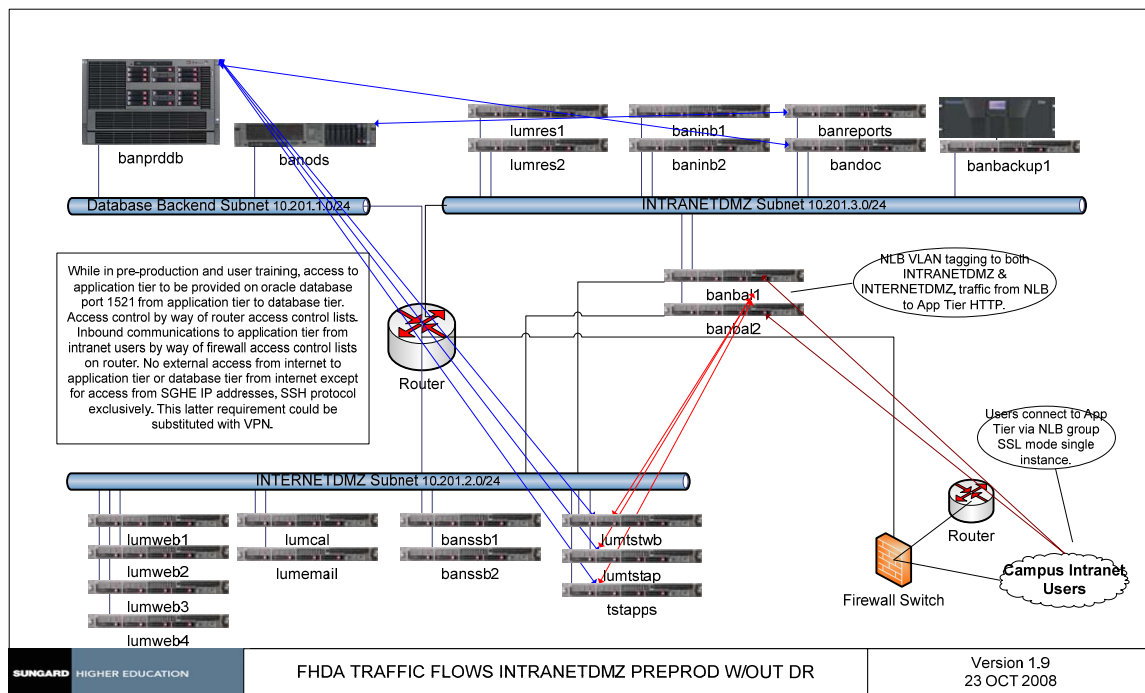 banprddb
banods
lumres1
baninb1
banreports
lumres2
baninb2
bandoc
banbackup1
Database Backend Subnet 10.201.1.0/24
INTRANETDMZ Subnet 10.201.3.0/24
While in pre-production and user training, access to
application tier to be provided on oracle database
port 1521 from application tier to database tier.
Access control by way of router access control lists.
Inbound communications to application tier from
intranet users by way of firewall access control lists
on router. No external access from internet to
application tier or database tier from internet except
for access from SGHE IP addresses, SSH protocol
exclusively. This latter requirement could be
substituted with VPN.
Router
banbal1
banbal2
NLB VLAN tagging to both
INTRANETDMZ &
INTERNETDMZ, traffic from NLB
to App Tier HTTP.
Users connect to App
Tier via NLB group
SSL mode single
instance.
INTERNETDMZ Subnet 10.201.2.0/24
lumweb1
lumcal
banssb1
lumtstwb
lumweb2
lumemail
banssb2
lumtstap
lumweb3
tstapps
lumweb4
Router
Firewall Switch
Campus Intranet
Users
SUNGARD HIGHER EDUCATION
FHDA TRAFFIC FLOWS INTRANETDMZ PREPROD W/OUT DR
Version 1.9
23 OCT 2008